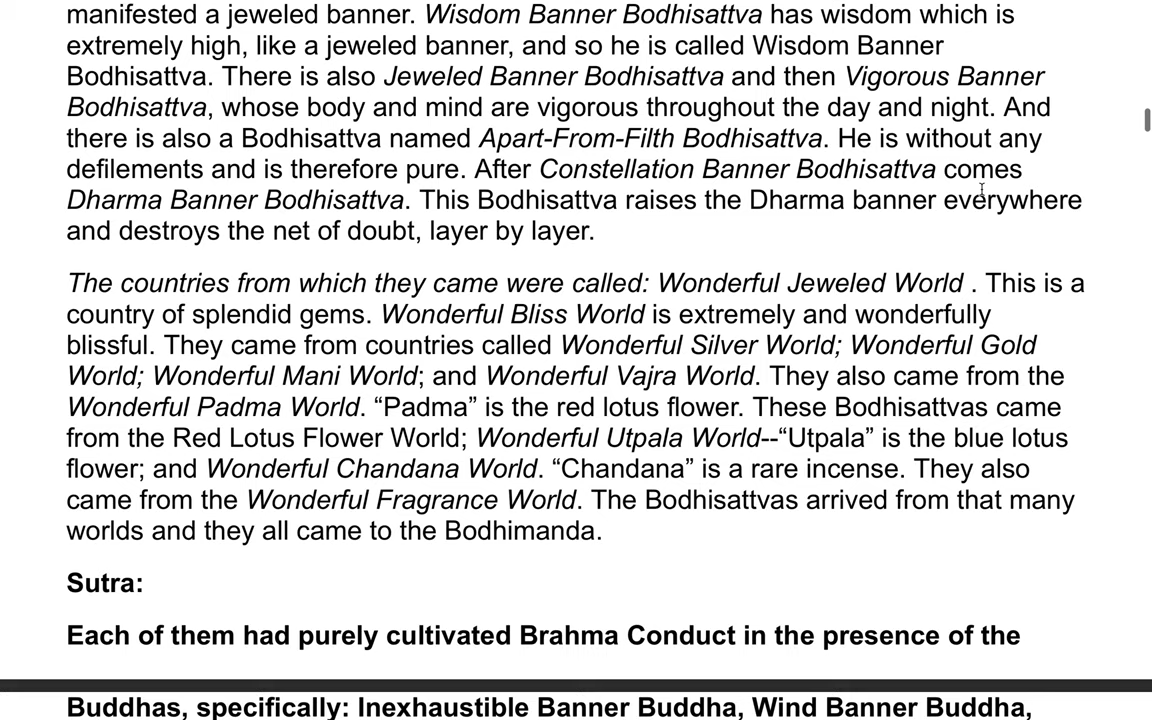 manifested a jeweled banner. Wisdom Banner Bodhisattva has wisdom which is
extremely high, like a jeweled banner, and so he is called Wisdom Banner
Bodhisattva. There is also Jeweled Banner Bodhisattva and then Vigorous Banner
Bodhisattva, whose body and mind are vigorous throughout the day and night. And
there is also a Bodhisattva named Apart-From-Filth Bodhisattva. He is without any
defilements and is therefore pure. After Constellation Banner Bodhisattva comes
Dharma Banner Bodhisattva. This Bodhisattva raises the Dharma banner everywhere
and destroys the net of doubt, layer by layer.
The countries from which they came were called: Wonderful Jeweled World . This is a
country of splendid gems. Wonderful Bliss World is extremely and wonderfully
blissful. They came from countries called Wonderful Silver World; Wonderful Gold
World; Wonderful Mani World; and Wonderful Vajra World. They also came from the
Wonderful Padma World. “Padma” is the red lotus flower. These Bodhisattvas came
from the Red Lotus Flower World; Wonderful Utpala World--“Utpala” is the blue lotus
flower; and Wonderful Chandana World. “Chandana” is a rare incense. They also
came from the Wonderful Fragrance World. The Bodhisattvas arrived from that many
worlds and they all came to the Bodhimanda.
Sutra:
Each of them had purely cultivated Brahma Conduct in the presence of the
Buddhas, specifically: Inexhaustible Banner Buddha, Wind Banner Buddha,